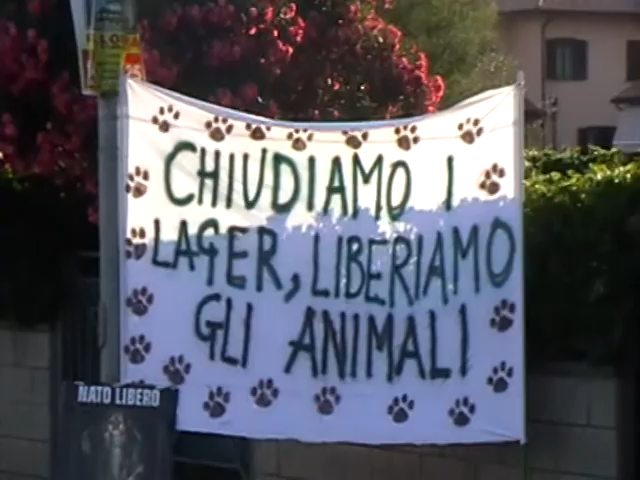 CHIUDIAMO I
LAGER, LIBERIAMO
GLI ANIMALI
NATO LIBERO